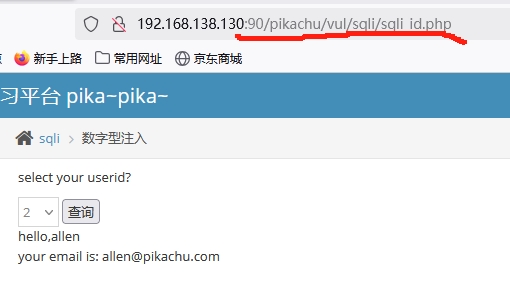 192.168.138.130:90/pikachu/vul/sqli/sqli_id.php
新手上路 常用网址 京东商城
习平台 pika~pika~
sqli > 数字型注入
select your userid?
2 查询
hello,allen
your email is: allen@pikachu.com